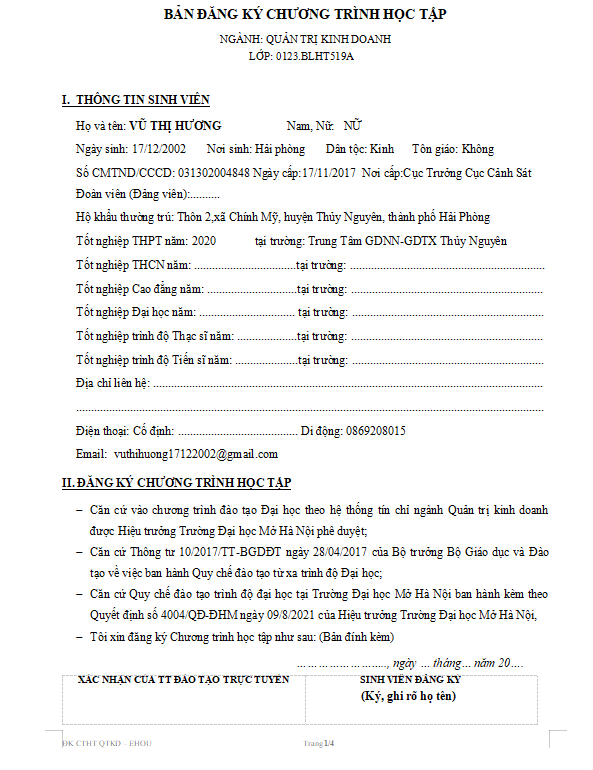 BẢN ĐĂNG KÝ CHƯƠNG TRÌNH HỌC TẬP
NGÀNH: QUẢN TRỊ KINH DOANH
LỚP: 0123.BLHT519A
I. THÔNG TIN SINH VIÊN
Họ và tên: VŨ THỊ HƯƠNG Nam, Nữ: NỮ
Ngày sinh: 17/12/2002 Nơi sinh: Hải phòng Dân tộc: Kinh Tôn giáo: Không
Số CMTND/CCCD: 031302004848 Ngày cấp:17/11/2017 Nơi cấp:Cục Trưởng Cục Cảnh Sát
Đoàn viên (Đảng viên):..........
Hộ khẩu thường trú: Thôn 2,xã Chính Mỹ, huyện Thủy Nguyên, thành phố Hải Phòng
Tốt nghiệp THPT năm: 2020 tại trường: Trung Tâm GDNN-GDTX Thủy Nguyên
Tốt nghiệp THCN năm: ..................................tại trường: .................................................................
Tốt nghiệp Cao đẳng năm: ..............................tại trường: ................................................................
Tốt nghiệp Đại học năm: ................................ tại trường: ................................................................
Tốt nghiệp trình độ Thạc sĩ năm: ....................tại trường: ................................................................
Tốt nghiệp trình độ Tiến sĩ năm: .....................tại trường: ................................................................
Địa chỉ liên hệ: ..................................................................................................................................
............................................................................................................................................................
Điện thoại: Cố định: ........................................ Di động: 0869208015
Email: vuthihuong17122002@gmail.com
II. ĐĂNG KÝ CHƯƠNG TRÌNH HỌC TẬP
– Căn cứ vào chương trình đào tạo Đại học theo hệ thống tín chỉ ngành Quản trị kinh doanh
được Hiệu trưởng Trường Đại học Mở Hà Nội phê duyệt;
– Căn cứ Thông tư 10/2017/TT-BGDĐT ngày 28/04/2017 của Bộ trưởng Bộ Giáo dục và Đào
tạo về việc ban hành Quy chế đào tạo từ xa trình độ Đại học;
– Căn cứ Quy chế đào tạo trình độ đại học tại Trường Đại học Mở Hà Nội ban hành kèm theo
Quyết định số 4004/QĐ-ĐHM ngày 09/8/2021 của Hiệu trưởng Trường Đại học Mở Hà Nội,
– Tôi xin đăng ký Chương trình học tập như sau: (Bản đính kèm)
…………………….., ngày … tháng… năm 20….
XÁC NHẬN CỦA TT ĐÀO TẠO TRỰC TUYẾN SINH VIÊN ĐĂNG KÝ
(Ký, ghi rõ họ tên)
ĐK CTHT QTKD – EHOU Trang 1/4